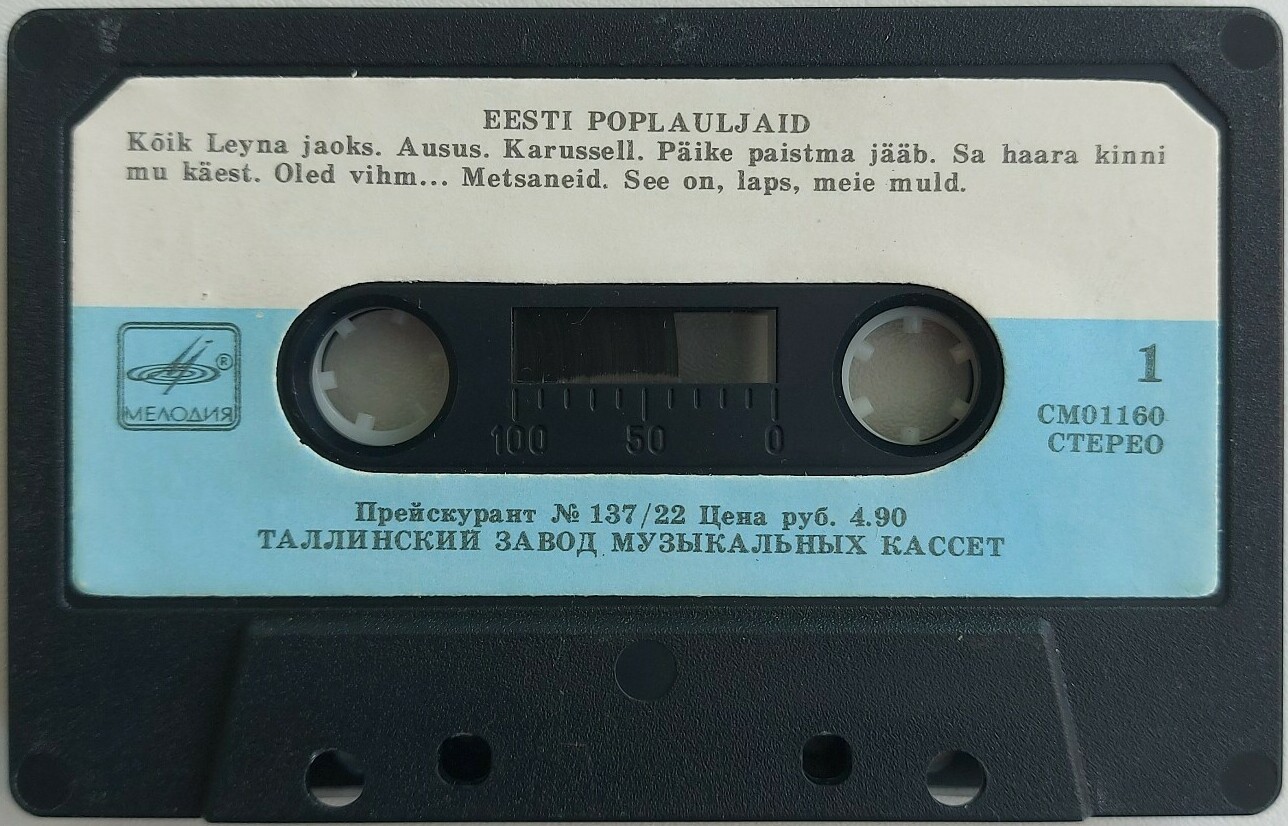 EESTI POPLAULJAID
Kõik Leyna jaoks. Ausus. Karussell. Päike paistma jääb. Sa haara kinni
mu käest. Oled vihm... Metsaneid. See on, laps, meie muld.
®
МЕЛОДИЯ
1
СМ01160
СТЕРЕО
100 50 0
Прейскурант № 137/22 Цена руб. 4.90
ТАЛЛИНСКИЙ ЗАВОД МУЗЫКАЛЬНЫХ КАССЕТ